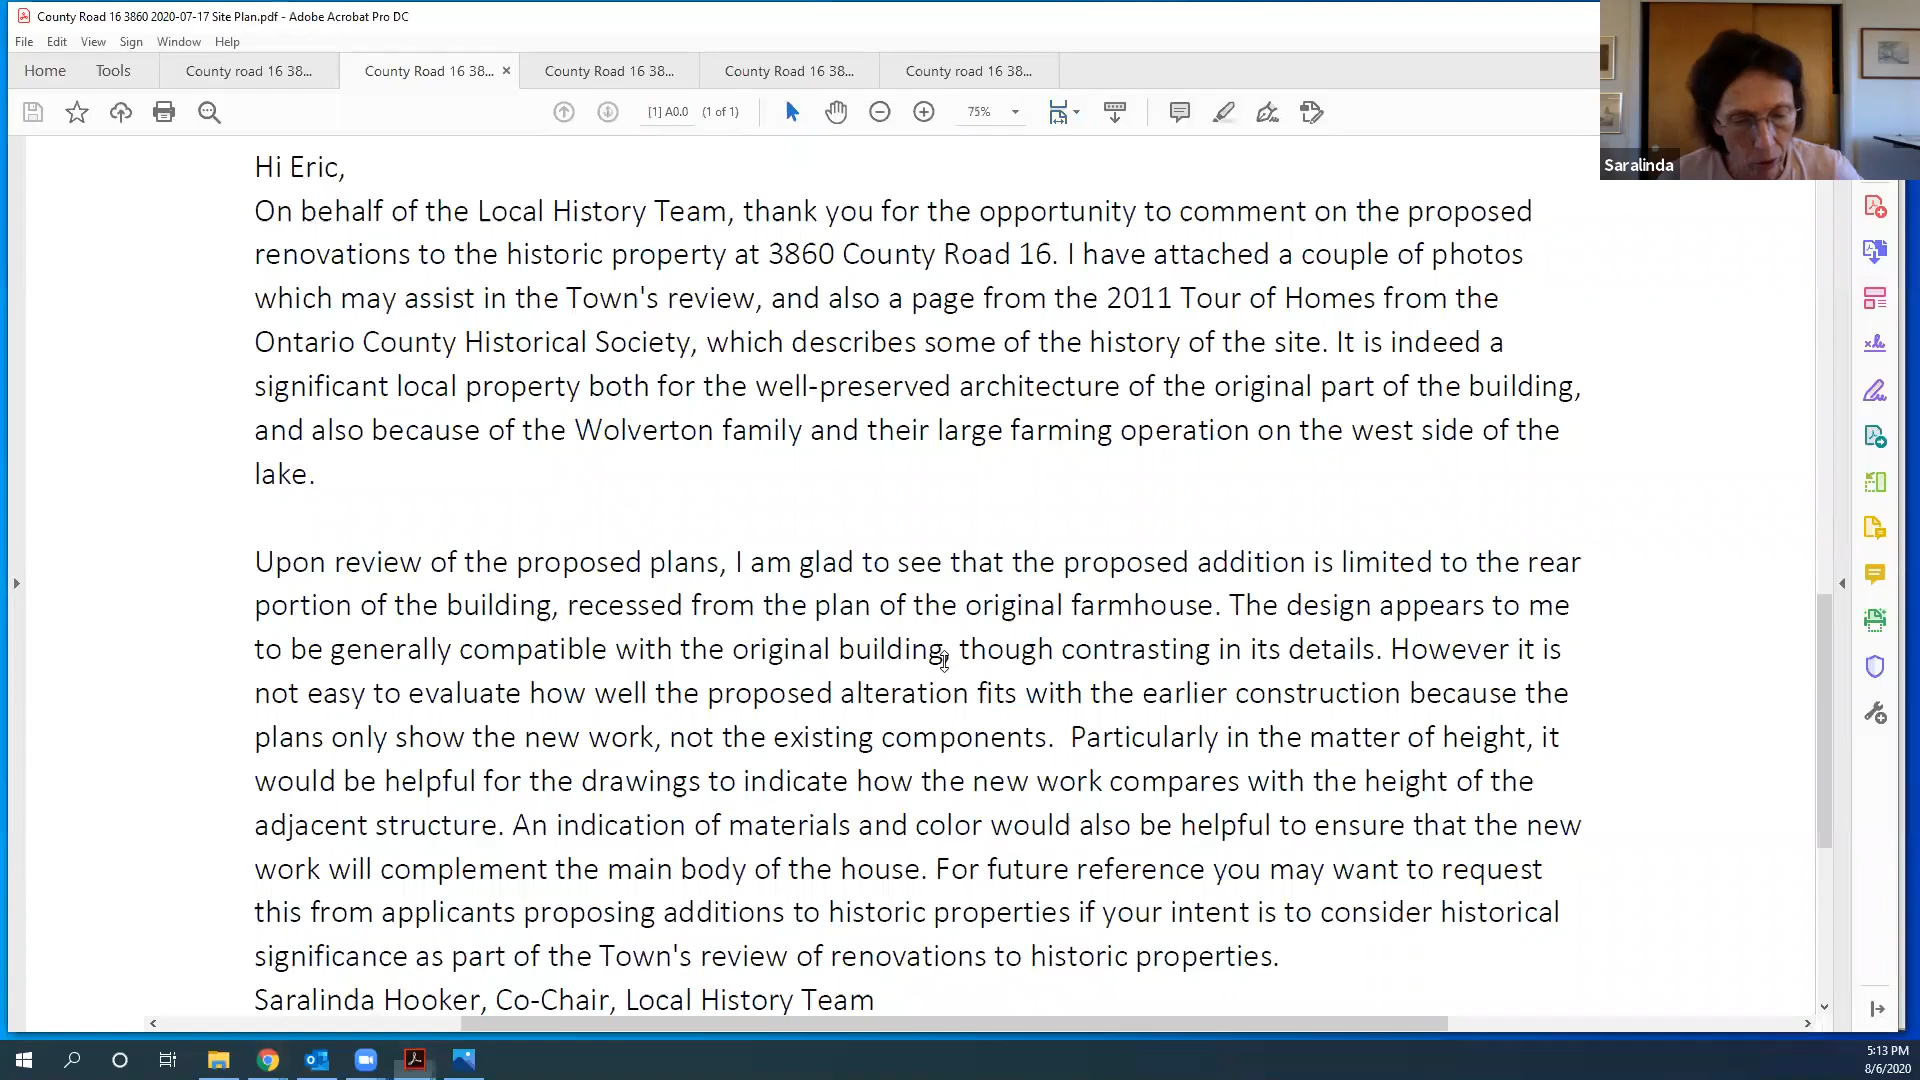 County Road 16 3860 2020-07-17 Site Plan.pdf - Adobe Acrobat Pro DC
File Edit View Sign Window Help
Home Tools County road 16 38... County Road 16 38... × County Road 16 38... County Road 16 38... County road 16 38...
[1] A0.0 (1 of 1) 75%
Saralinda
Hi Eric,
On behalf of the Local History Team, thank you for the opportunity to comment on the proposed
renovations to the historic property at 3860 County Road 16. I have attached a couple of photos
which may assist in the Town's review, and also a page from the 2011 Tour of Homes from the
Ontario County Historical Society, which describes some of the history of the site. It is indeed a
significant local property both for the well-preserved architecture of the original part of the building,
and also because of the Wolverton family and their large farming operation on the west side of the
lake.
Upon review of the proposed plans, I am glad to see that the proposed addition is limited to the rear
portion of the building, recessed from the plan of the original farmhouse. The design appears to me
to be generally compatible with the original building, though contrasting in its details. However it is
not easy to evaluate how well the proposed alteration fits with the earlier construction because the
plans only show the new work, not the existing components.  Particularly in the matter of height, it
would be helpful for the drawings to indicate how the new work compares with the height of the
adjacent structure. An indication of materials and color would also be helpful to ensure that the new
work will complement the main body of the house. For future reference you may want to request
this from applicants proposing additions to historic properties if your intent is to consider historical
significance as part of the Town's review of renovations to historic properties.
Saralinda Hooker, Co-Chair, Local History Team
5:13 PM
8/6/2020